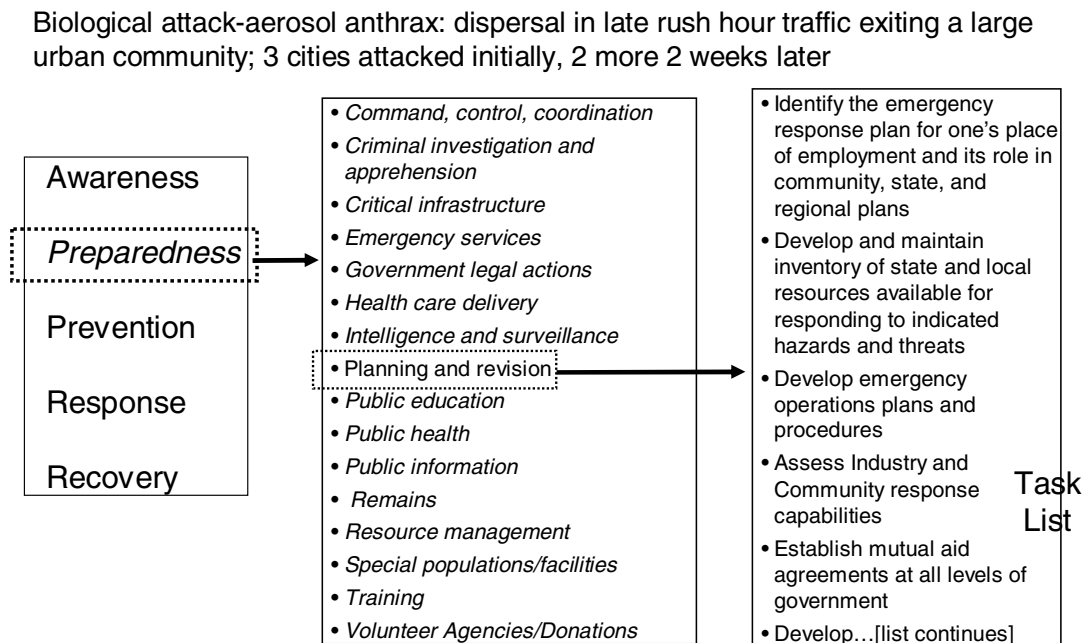 Biological attack-aerosol anthrax: dispersal in late rush hour traffic exiting a large
urban community; 3 cities attacked initially, 2 more 2 weeks later
Awareness
Preparedness
Prevention
Response
Recovery
• Command, control, coordination
• Criminal investigation and
apprehension
• Critical infrastructure
• Emergency services
• Government legal actions
• Health care delivery
• Intelligence and surveillance
• Planning and revision
• Public education
• Public health
• Public information
• Remains
• Resource management
• Special populations/facilities
• Training
• Volunteer Agencies/Donations
• Identify the emergency
response plan for one's place
of employment and its role in
community, state, and
regional plans
• Develop and maintain
inventory of state and local
resources available for
responding to indicated
hazards and threats
• Develop emergency
operations plans and
procedures
• Assess Industry and
Community response
capabilities
• Establish mutual aid
agreements at all levels of
government
• Develop…[list continues]
Task
List